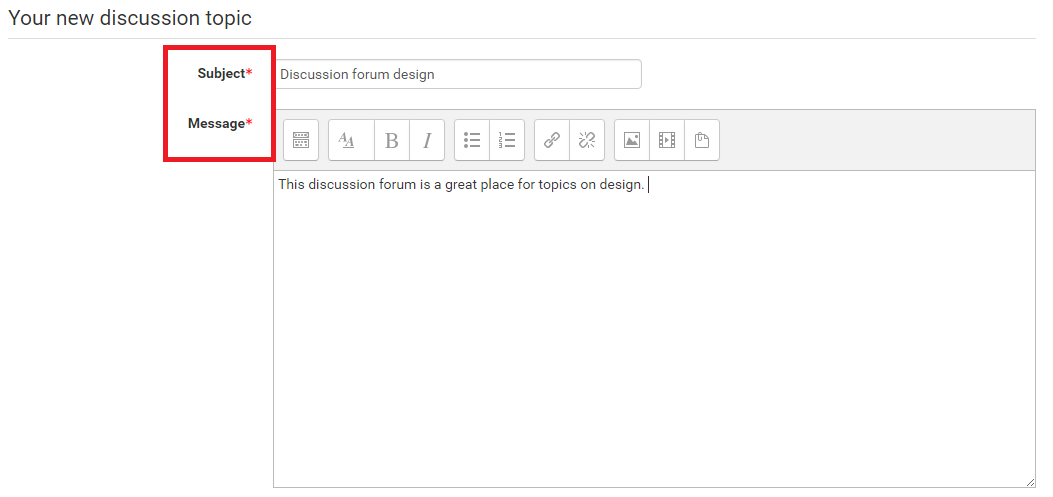 Your new discussion topic
Subject* Discussion forum design
Message*
B I
This discussion forum is a great place for topics on design.